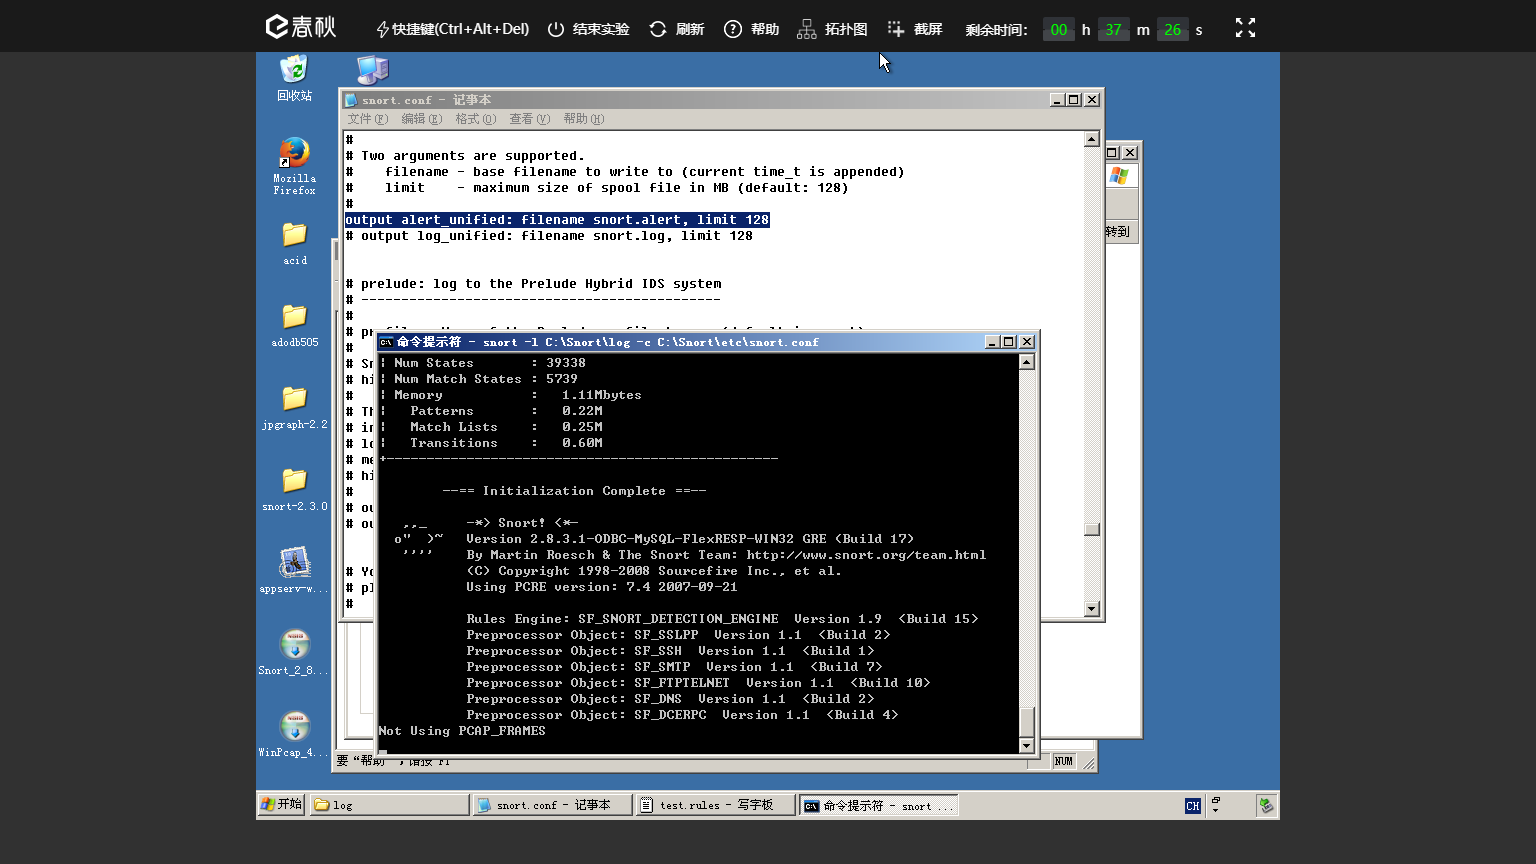 e春秋 快捷键(Ctrl+Alt+Del) 结束实验 刷新 帮助 拓扑图 截屏 剩余时间: 00 h 37 m 26 s
回收站
Mozilla
Firefox
acid
adodb505
jpgraph-2.2
snort-2.3.0
appserv-w...
Snort_2_8...
WinPcap_4...
snort.conf - 记事本
文件(F) 编辑(E) 格式(O) 查看(V) 帮助(H)
#
# Two arguments are supported.
#    filename - base filename to write to (current time_t is appended)
#    limit    - maximum size of spool file in MB (default: 128)
#
output alert_unified: filename snort.alert, limit 128
# output log_unified: filename snort.log, limit 128
# prelude: log to the Prelude Hybrid IDS system
# ---------------------------------------------
#
#
# Sn
# hi
#
# Th
# in
# lo
# me
# hi
#
# ou
# ou
# Yo
# pl
#
转到
命令提示符 - snort -l C:\Snort\log -c C:\Snort\etc\snort.conf
| Num States       : 39338
| Num Match States : 5739
| Memory           :   1.11Mbytes
|   Patterns       :   0.22M
|   Match Lists    :   0.25M
|   Transitions    :   0.60M
+-------------------------------------------------
--== Initialization Complete ==--
,,_     -*> Snort! <*-
o"  )~   Version 2.8.3.1-ODBC-MySQL-FlexRESP-WIN32 GRE (Build 17)
''''    By Martin Roesch & The Snort Team: http://www.snort.org/team.html
(C) Copyright 1998-2008 Sourcefire Inc., et al.
Using PCRE version: 7.4 2007-09-21
Rules Engine: SF_SNORT_DETECTION_ENGINE  Version 1.9  <Build 15>
Preprocessor Object: SF_SSLPP  Version 1.1  <Build 2>
Preprocessor Object: SF_SSH  Version 1.1  <Build 1>
Preprocessor Object: SF_SMTP  Version 1.1  <Build 7>
Preprocessor Object: SF_FTPTELNET  Version 1.1  <Build 10>
Preprocessor Object: SF_DNS  Version 1.1  <Build 2>
Preprocessor Object: SF_DCERPC  Version 1.1  <Build 4>
Not Using PCAP_FRAMES
要“帮助”,请按 F1
NUM
开始 log snort.conf - 记事本 test.rules - 写字板 命令提示符 - snort ... CH